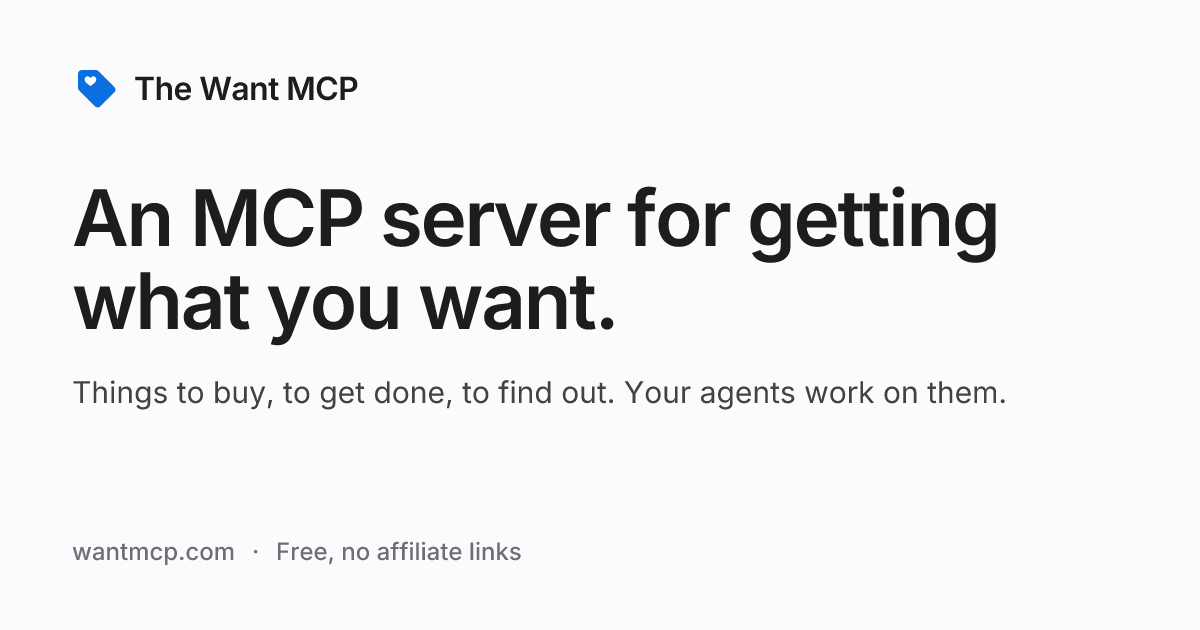 The Want MCP
An MCP server for getting
what you want.
Things to buy, to get done, to find out. Your agents work on them.
wantmcp.com · Free, no affiliate links